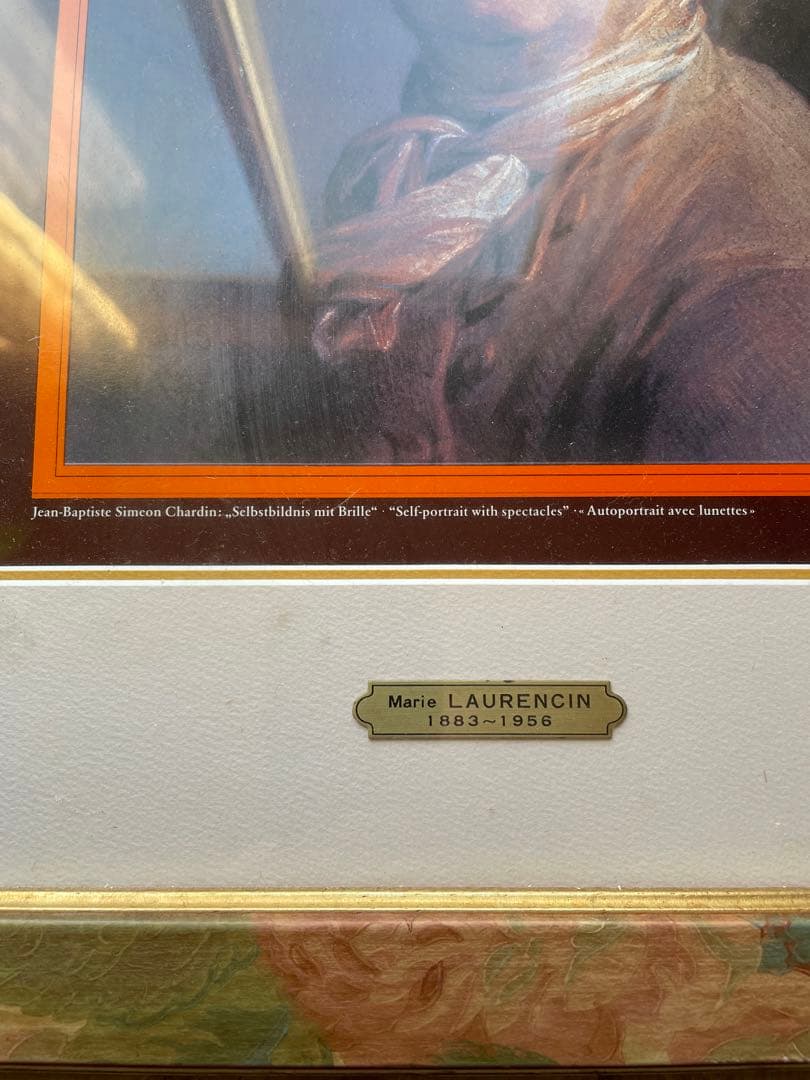 Jean-Baptiste Simeon Chardin: „Selbstbildnis mit Brille“ · “Self-portrait with spectacles” · « Autoportrait avec lunettes »
Marie LAURENCIN
1883~1956